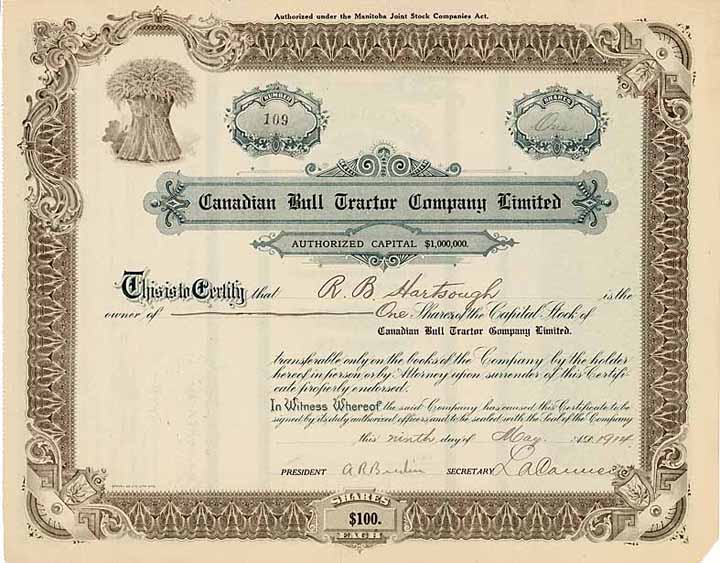 Authorized under the Manitoba Joint Stock Companies Act.
NUMBER
109
SHARES
One
Canadian Bull Tractor Company Limited
AUTHORIZED CAPITAL $1,000,000.
This is to Certify that R. B. Hartsough is the
owner of One Shares of the Capital Stock of
Canadian Bull Tractor Company Limited.
transferable only on the books of the Company by the holder
hereof in person or by Attorney upon surrender of this Certifi-
cate properly endorsed.
In Witness Whereof the said Company has caused this Certificate to be
signed by its duly authorized officers and to be sealed with the Seal of the Company
this ninth day of May A.D. 1914
PRESIDENT SECRETARY
SHARES
$100.
EACH